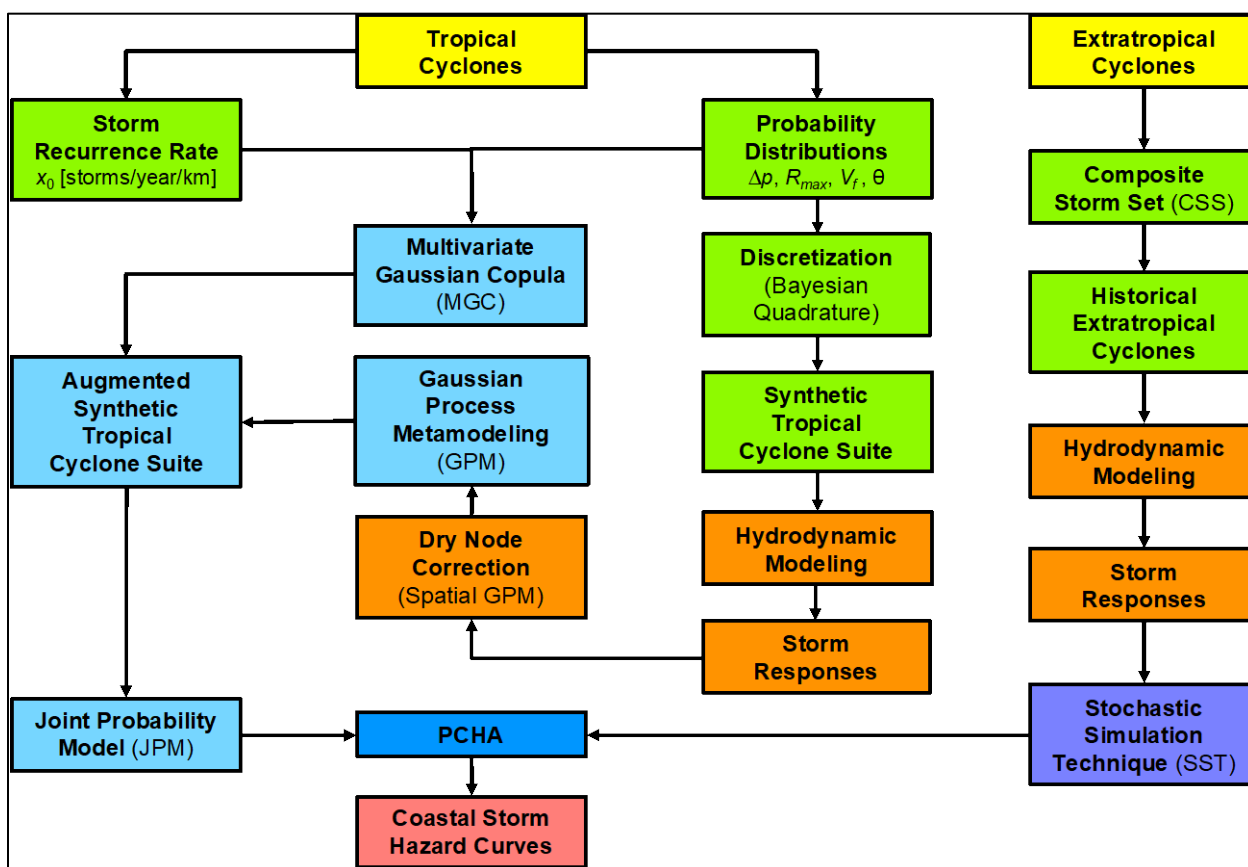 Tropical
Cyclones
Extratropical
Cyclones
Storm
Recurrence Rate
x₀ [storms/year/km]
Probability
Distributions
Δp, Rmax, Vf, θ
Composite
Storm Set (CSS)
Multivariate
Gaussian Copula
(MGC)
Discretization
(Bayesian
Quadrature)
Historical
Extratropical
Cyclones
Augmented
Synthetic
Tropical
Cyclone Suite
Gaussian
Process
Metamodeling
(GPM)
Synthetic
Tropical
Cyclone Suite
Hydrodynamic
Modeling
Dry Node
Correction
(Spatial GPM)
Hydrodynamic
Modeling
Storm
Responses
Storm
Responses
Joint Probability
Model (JPM)
PCHA
Stochastic
Simulation
Technique (SST)
Coastal Storm
Hazard Curves